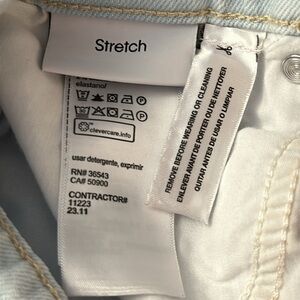 Stretch
elastano/
clevercare.info
usar detergente, exprimir
RN# 36543
CA# 50900
CONTRACTOR#
11223
23.11
REMOVE BEFORE WEARING OR CLEANING
ENLEVER AVANT DE PORTER OU DE NETTOYER
QUITAR ANTES DE USAR O LIMPIAR